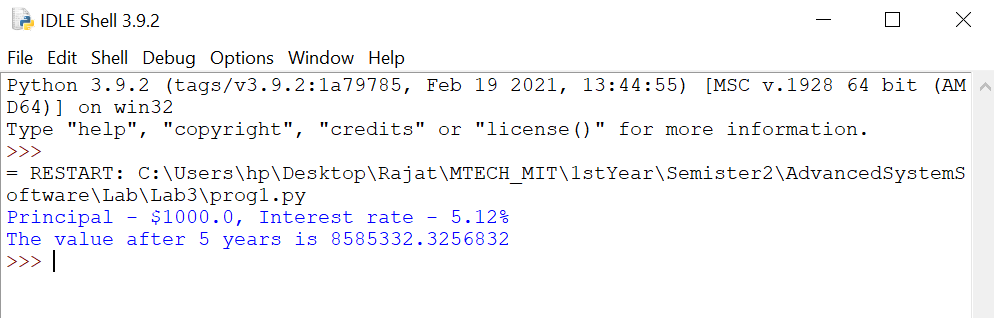 IDLE Shell 3.9.2
File Edit Shell Debug Options Window Help
Python 3.9.2 (tags/v3.9.2:1a79785, Feb 19 2021, 13:44:55) [MSC v.1928 64 bit (AM
D64)] on win32
Type "help", "copyright", "credits" or "license()" for more information.
>>>
= RESTART: C:\Users\hp\Desktop\Rajat\MTECH_MIT\1stYear\Semister2\AdvancedSystemS
oftware\Lab\Lab3\prog1.py
Principal - $1000.0, Interest rate - 5.12%
The value after 5 years is 8585332.3256832
>>>